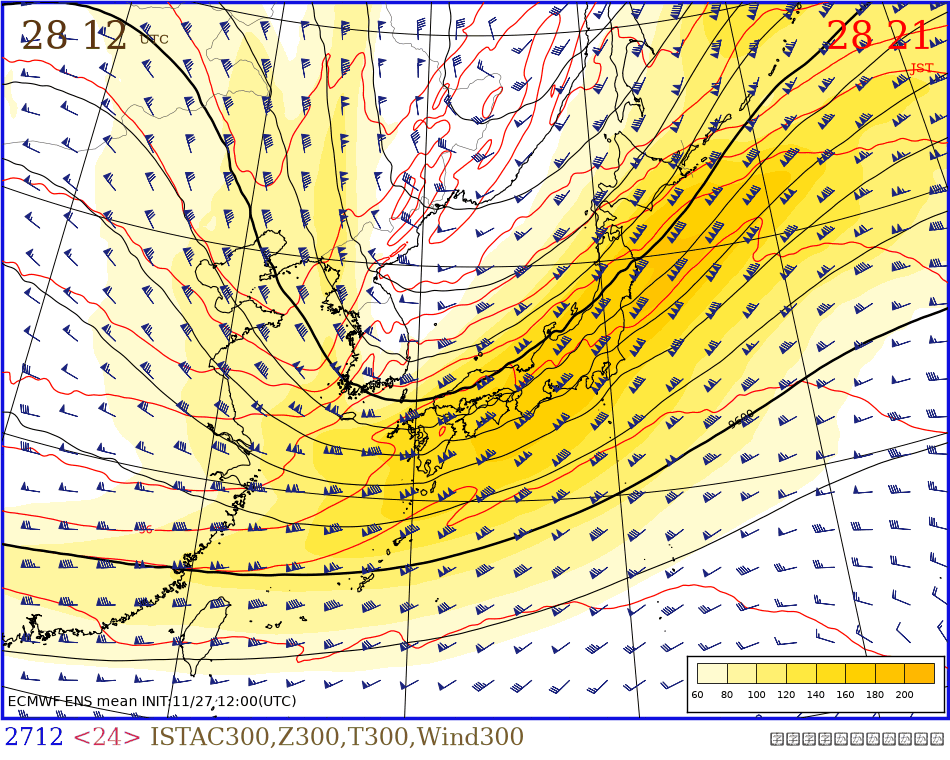 28 12 UTC
28 21
JST
9600
-36
ECMWF ENS mean INIT:11/27 12:00(UTC)
60 80 100 120 140 160 180 200
2712 <24> ISTAC300,Z300,T300,Wind300